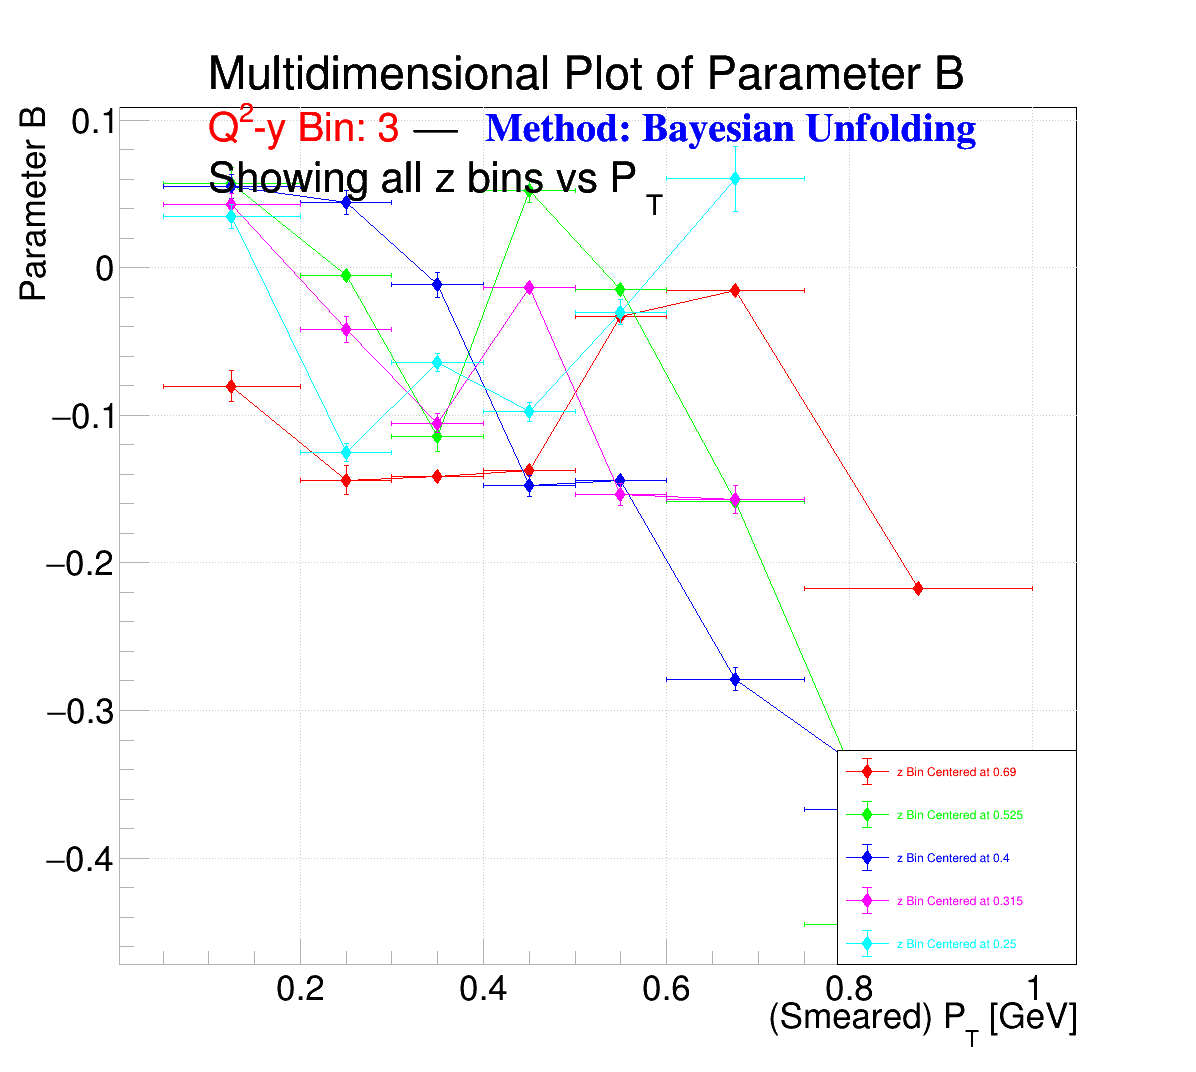 Multidimensional Plot of Parameter B
Q2-y Bin: 3 — Method: Bayesian Unfolding
Showing all z bins vs PT
Parameter B
0.1
0
−0.1
−0.2
−0.3
−0.4
z Bin Centered at 0.69
z Bin Centered at 0.525
z Bin Centered at 0.4
z Bin Centered at 0.315
z Bin Centered at 0.25
0.2 0.4 0.6 0.8 1
(Smeared) PT [GeV]